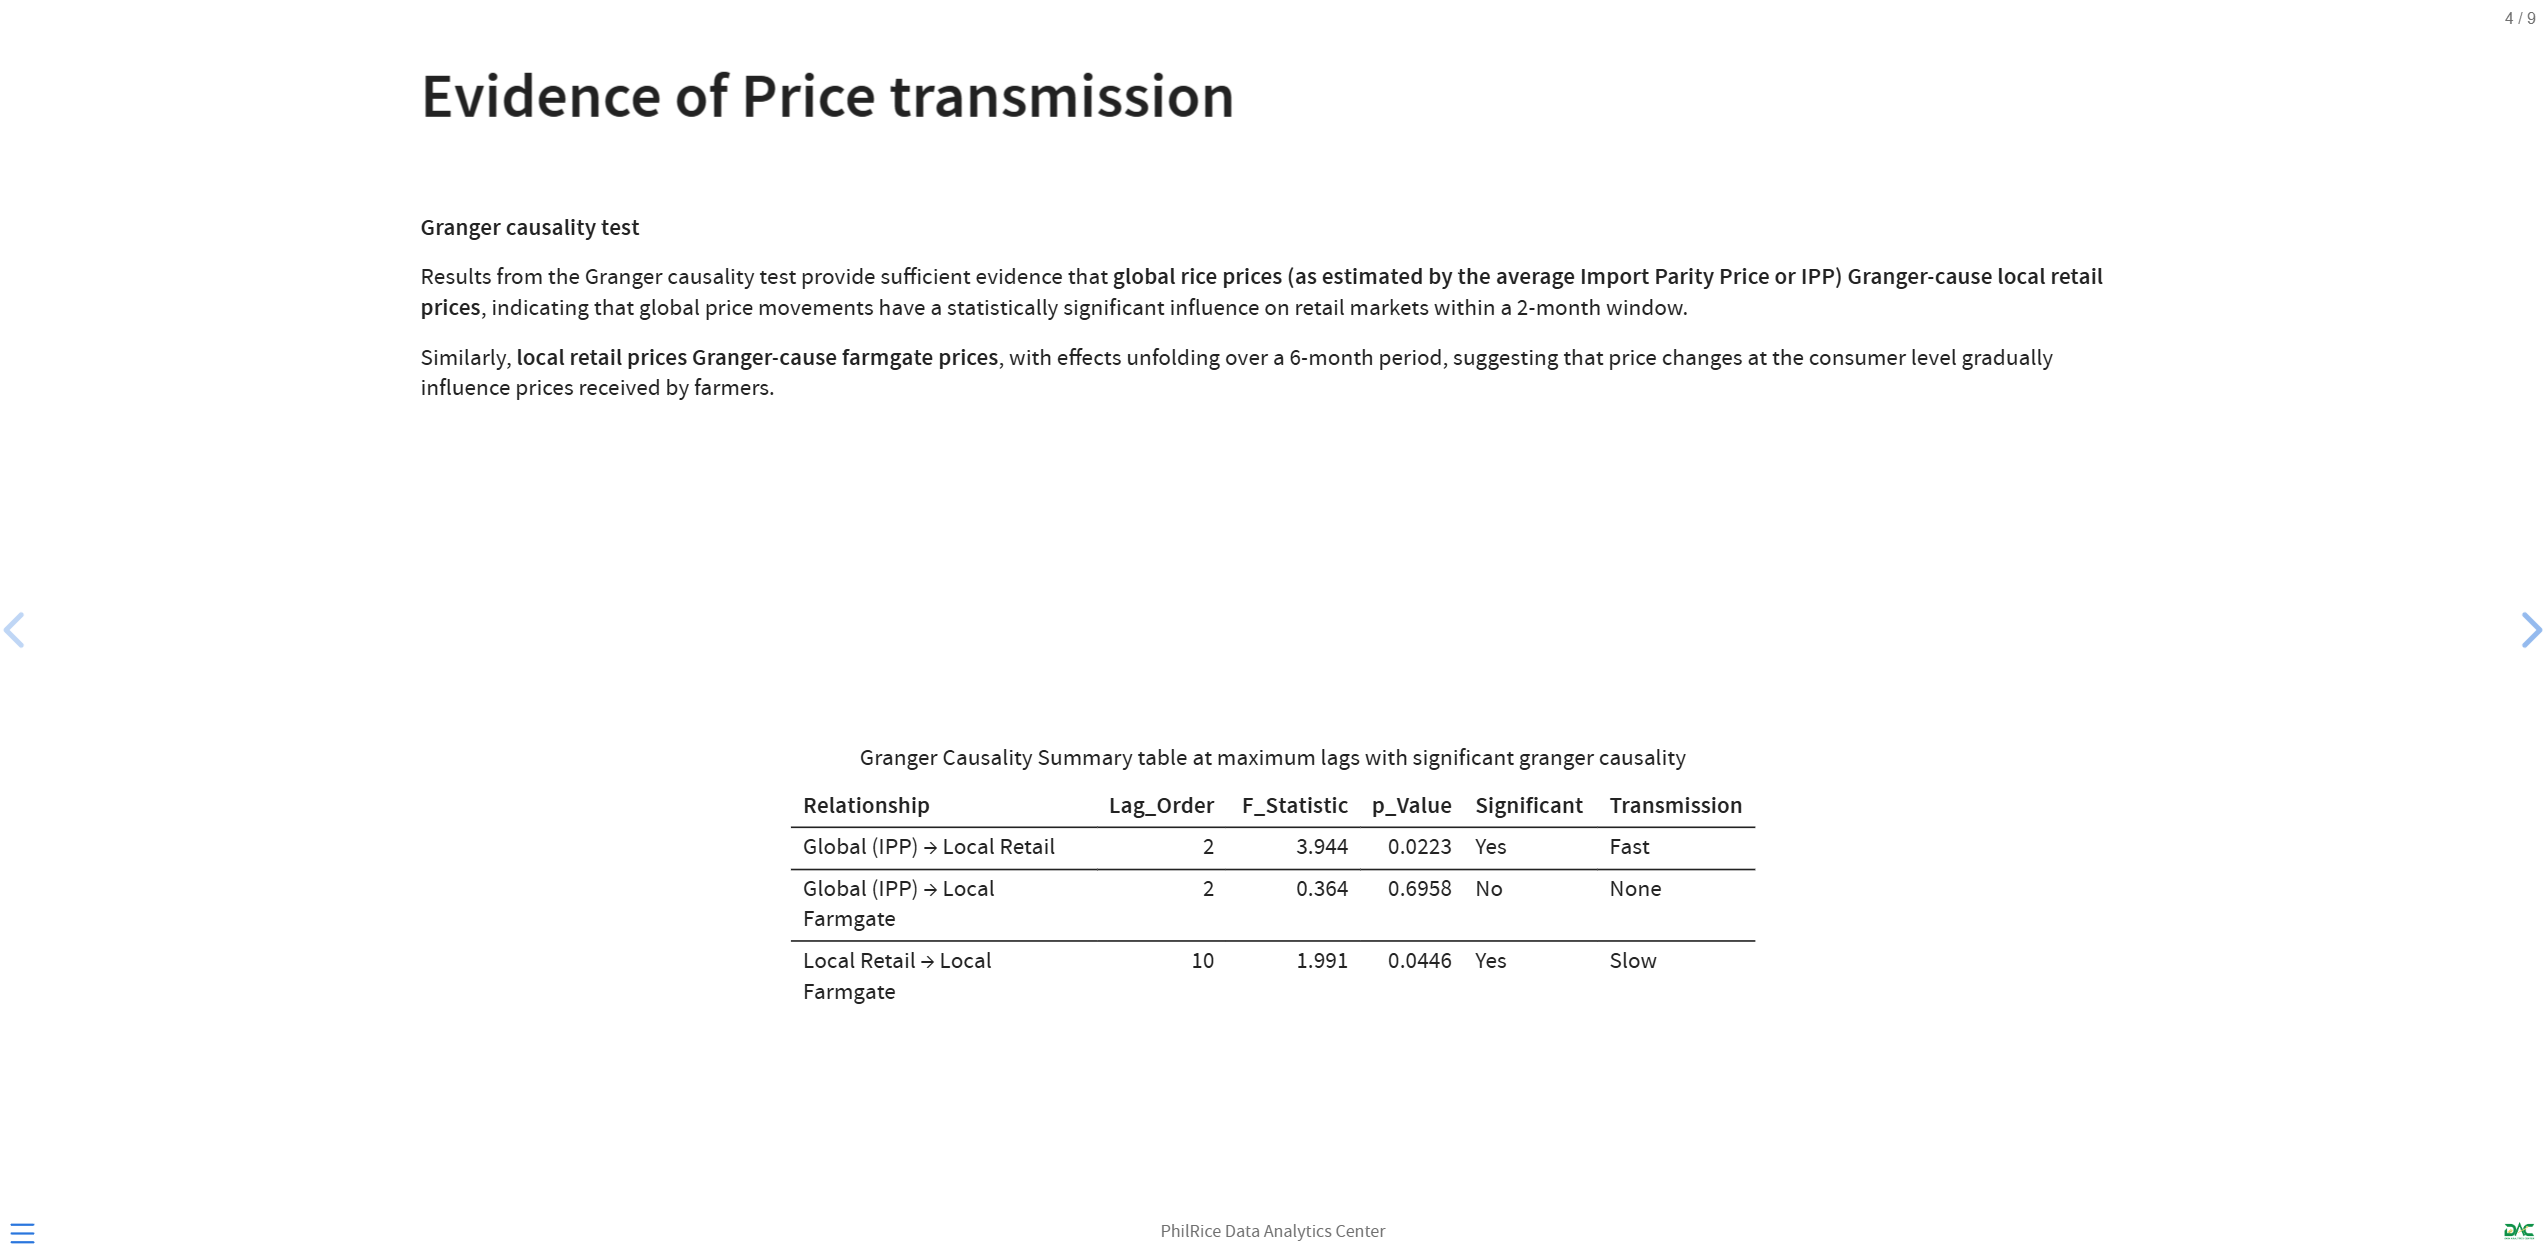 4 / 9
Evidence of Price transmission
Granger causality test
Results from the Granger causality test provide sufficient evidence that global rice prices (as estimated by the average Import Parity Price or IPP) Granger-cause local retail
prices, indicating that global price movements have a statistically significant influence on retail markets within a 2-month window.
Similarly, local retail prices Granger-cause farmgate prices, with effects unfolding over a 6-month period, suggesting that price changes at the consumer level gradually
influence prices received by farmers.
Granger Causality Summary table at maximum lags with significant granger causality
Relationship Lag_Order F_Statistic p_Value Significant Transmission
Global (IPP) → Local Retail 2 3.944 0.0223 Yes Fast
Global (IPP) → Local 2 0.364 0.6958 No None
Farmgate
Local Retail → Local 10 1.991 0.0446 Yes Slow
Farmgate
PhilRice Data Analytics Center
DAC